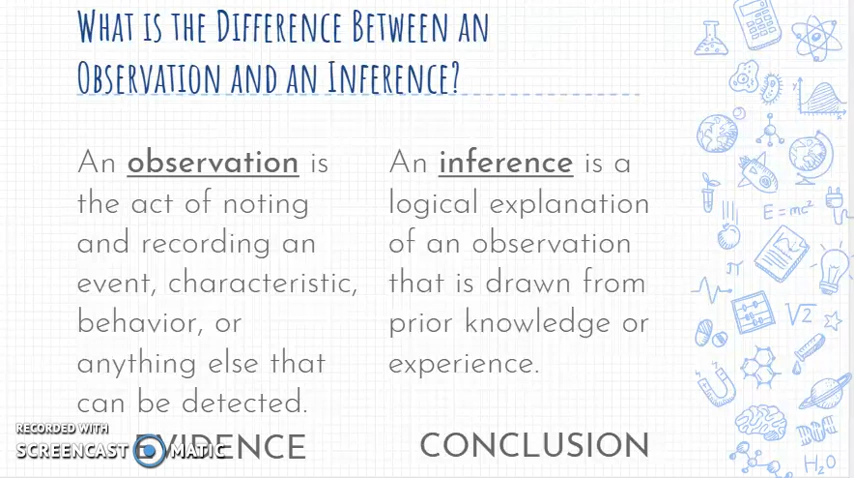 WHAT IS THE DIFFERENCE BETWEEN AN
OBSERVATION AND AN INFERENCE?
An observation is
the act of noting
and recording an
event, characteristic,
behavior, or
anything else that
can be detected.
EVIDENCE
An inference is a
logical explanation
of an observation
that is drawn from
prior knowledge or
experience.
CONCLUSION
RECORDED WITH
SCREENCAST MATIC
E=mc²
√2
H₂O